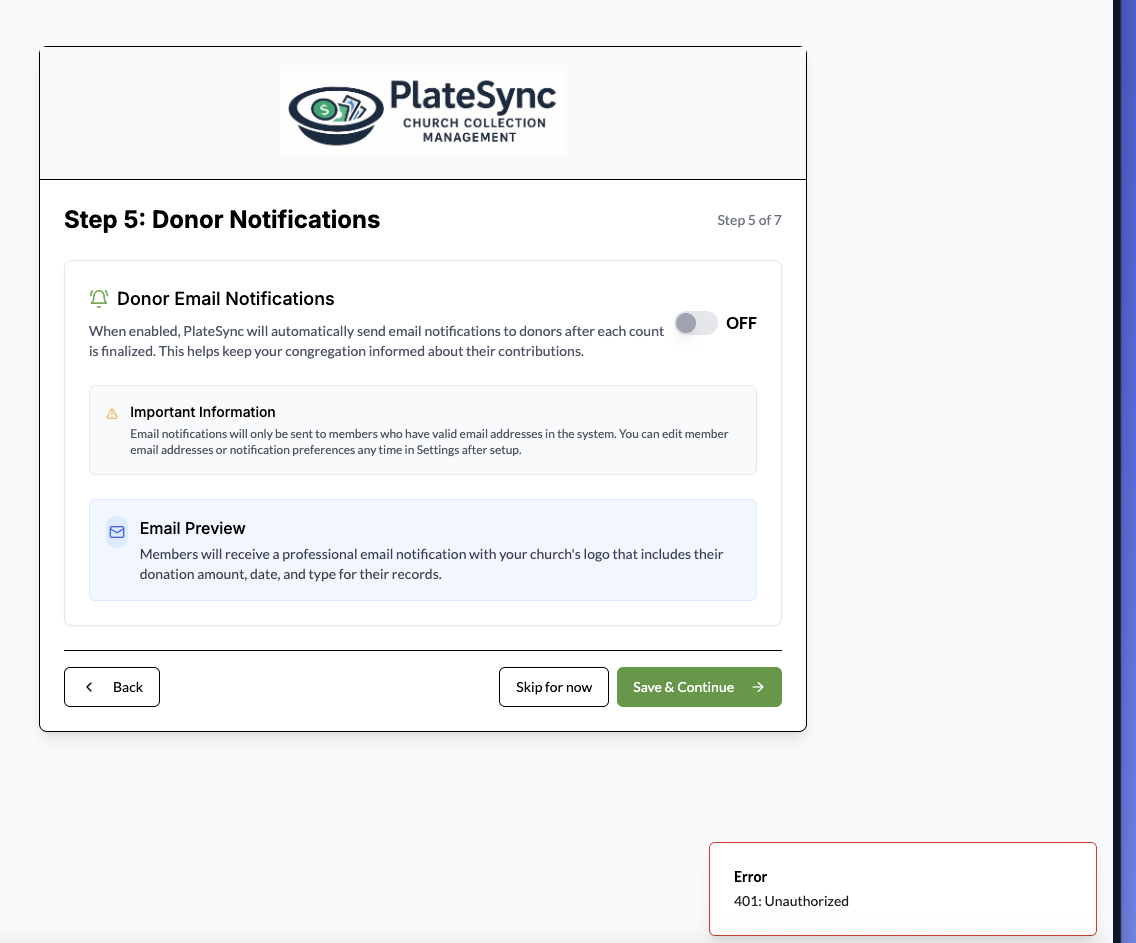 PlateSync
CHURCH COLLECTION
MANAGEMENT
Step 5: Donor Notifications
Step 5 of 7
Donor Email Notifications
When enabled, PlateSync will automatically send email notifications to donors after each count
is finalized. This helps keep your congregation informed about their contributions.
OFF
Important Information
Email notifications will only be sent to members who have valid email addresses in the system. You can edit member
email addresses or notification preferences any time in Settings after setup.
Email Preview
Members will receive a professional email notification with your church's logo that includes their
donation amount, date, and type for their records.
Back
Skip for now
Save & Continue
Error
401: Unauthorized